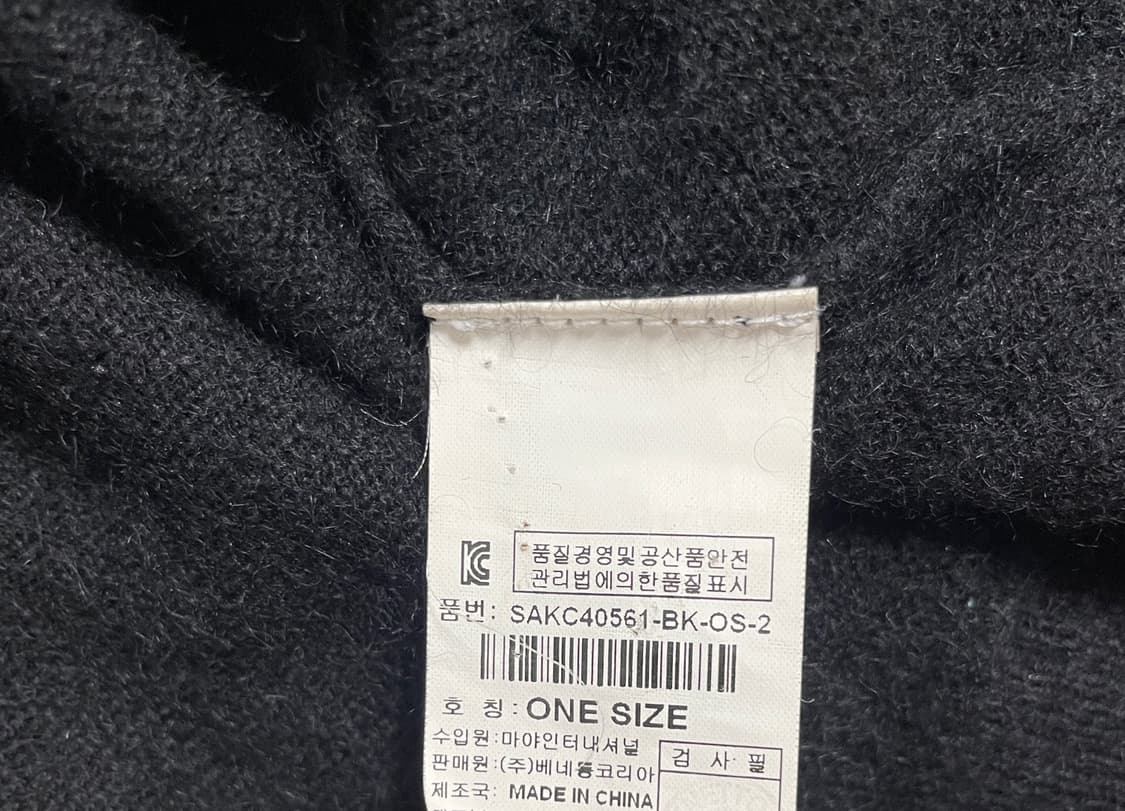 KC
품질경영및공산품안전
관리법에의한품질표시
품번: SAKC40561-BK-OS-2
호 칭: ONE SIZE
수입원:마야인터내셔널
판매원:(주)베네통코리아
검 사 필
제조국: MADE IN CHINA